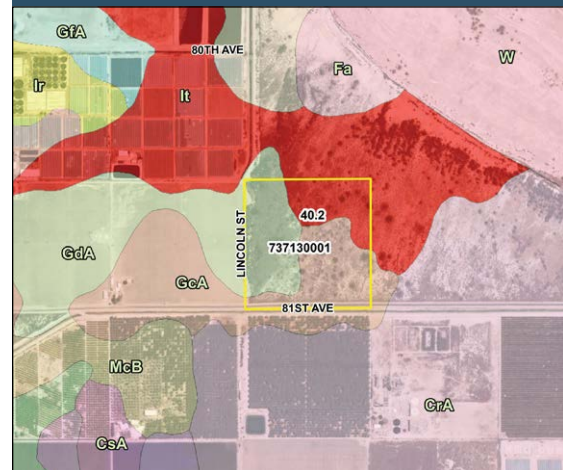 GfA
80TH AVE
Ir
It
Fa
W
40.2
LINCOLN ST
737130001
GdA
GcA
81ST AVE
McB
CrA
CsA